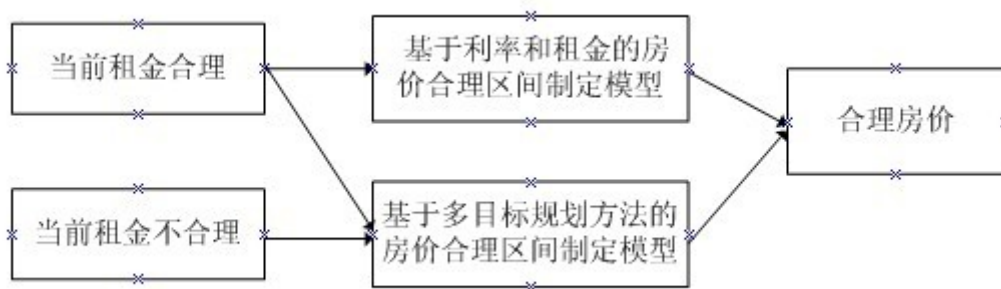 当前租金合理
基于利率和租金的房
价合理区间制定模型
合理房价
当前租金不合理
基于多目标规划方法的
房价合理区间制定模型